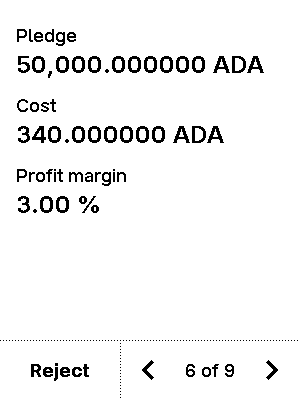 Pledge
50,000.000000 ADA
Cost
340.000000 ADA
Profit margin
3.00 %
Reject
6 of 9